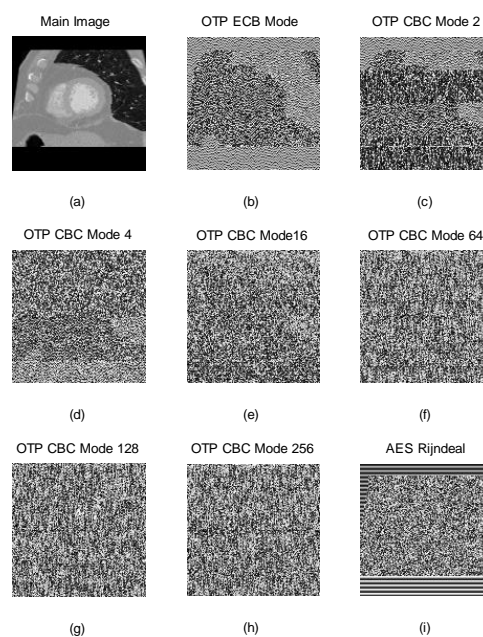 Main Image
OTP ECB Mode
OTP CBC Mode 2
(a)
(b)
(c)
OTP CBC Mode 4
OTP CBC Mode16
OTP CBC Mode 64
(d)
(e)
(f)
OTP CBC Mode 128
OTP CBC Mode 256
AES Rijndeal
(g)
(h)
(i)